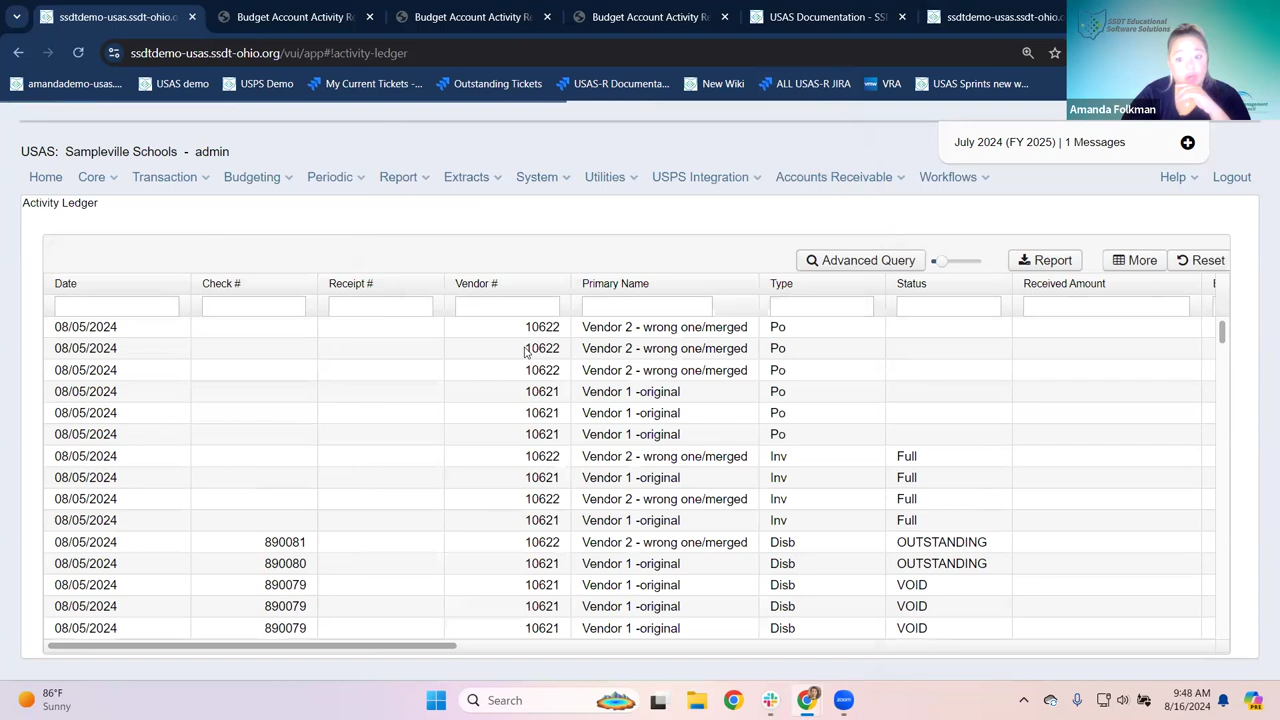 ssdtdemo-usas.ssdt-ohio.o
Budget Account Activity Re
Budget Account Activity Re
Budget Account Activity Re
USAS Documentation - SSI
ssdtdemo-usas.ssdt-ohio.
ssdtdemo-usas.ssdt-ohio.org/vui/app#!activity-ledger
amandademo-usas....
USAS demo
USPS Demo
My Current Tickets -...
Outstanding Tickets
USAS-R Documenta...
New Wiki
ALL USAS-R JIRA
VRA
USAS Sprints new w...
SSDT Educational
Software Solutions
Amanda Folkman
USAS: Sampleville Schools - admin
July 2024 (FY 2025) | 1 Messages
Home Core Transaction Budgeting Periodic Report Extracts System Utilities USPS Integration Accounts Receivable Workflows Help Logout
Activity Ledger
Advanced Query Report More Reset
Date Check # Receipt # Vendor # Primary Name Type Status Received Amount
08/05/2024 10622 Vendor 2 - wrong one/merged Po
08/05/2024 10622 Vendor 2 - wrong one/merged Po
08/05/2024 10622 Vendor 2 - wrong one/merged Po
08/05/2024 10621 Vendor 1 -original Po
08/05/2024 10621 Vendor 1 -original Po
08/05/2024 10621 Vendor 1 -original Po
08/05/2024 10622 Vendor 2 - wrong one/merged Inv Full
08/05/2024 10621 Vendor 1 -original Inv Full
08/05/2024 10622 Vendor 2 - wrong one/merged Inv Full
08/05/2024 10621 Vendor 1 -original Inv Full
08/05/2024 890081 10622 Vendor 2 - wrong one/merged Disb OUTSTANDING
08/05/2024 890080 10621 Vendor 1 -original Disb OUTSTANDING
08/05/2024 890079 10621 Vendor 1 -original Disb VOID
08/05/2024 890079 10621 Vendor 1 -original Disb VOID
08/05/2024 890079 10621 Vendor 1 -original Disb VOID
86°F
Sunny
Search
zoom
9:48 AM
8/16/2024
PRE